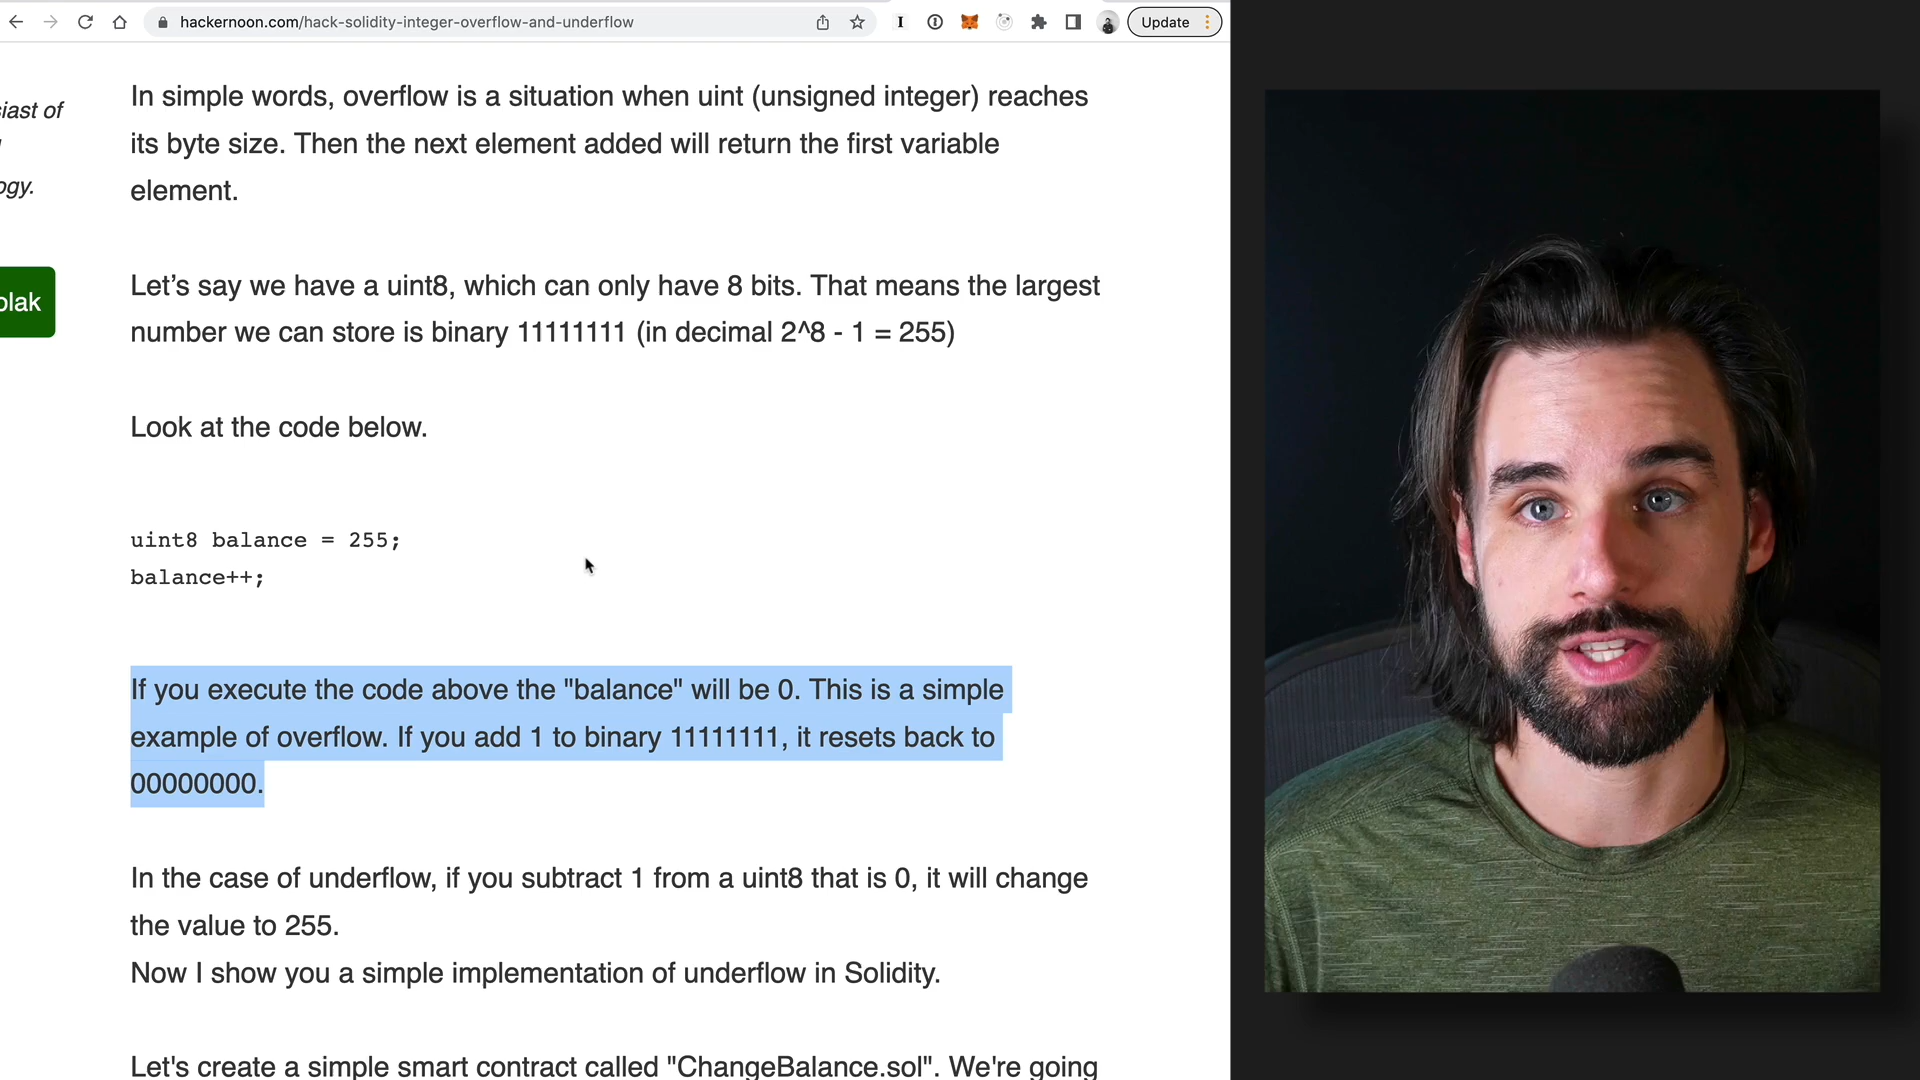 hackernoon.com/hack-solidity-integer-overflow-and-underflow
Update
In simple words, overflow is a situation when uint (unsigned integer) reaches
its byte size. Then the next element added will return the first variable
element.
iast of
ogy.
olak
Let’s say we have a uint8, which can only have 8 bits. That means the largest
number we can store is binary 11111111 (in decimal 2^8 - 1 = 255)
Look at the code below.
uint8 balance = 255;
balance++;
If you execute the code above the "balance" will be 0. This is a simple
example of overflow. If you add 1 to binary 11111111, it resets back to
00000000.
In the case of underflow, if you subtract 1 from a uint8 that is 0, it will change
the value to 255.
Now I show you a simple implementation of underflow in Solidity.
Let's create a simple smart contract called "ChangeBalance.sol". We're going